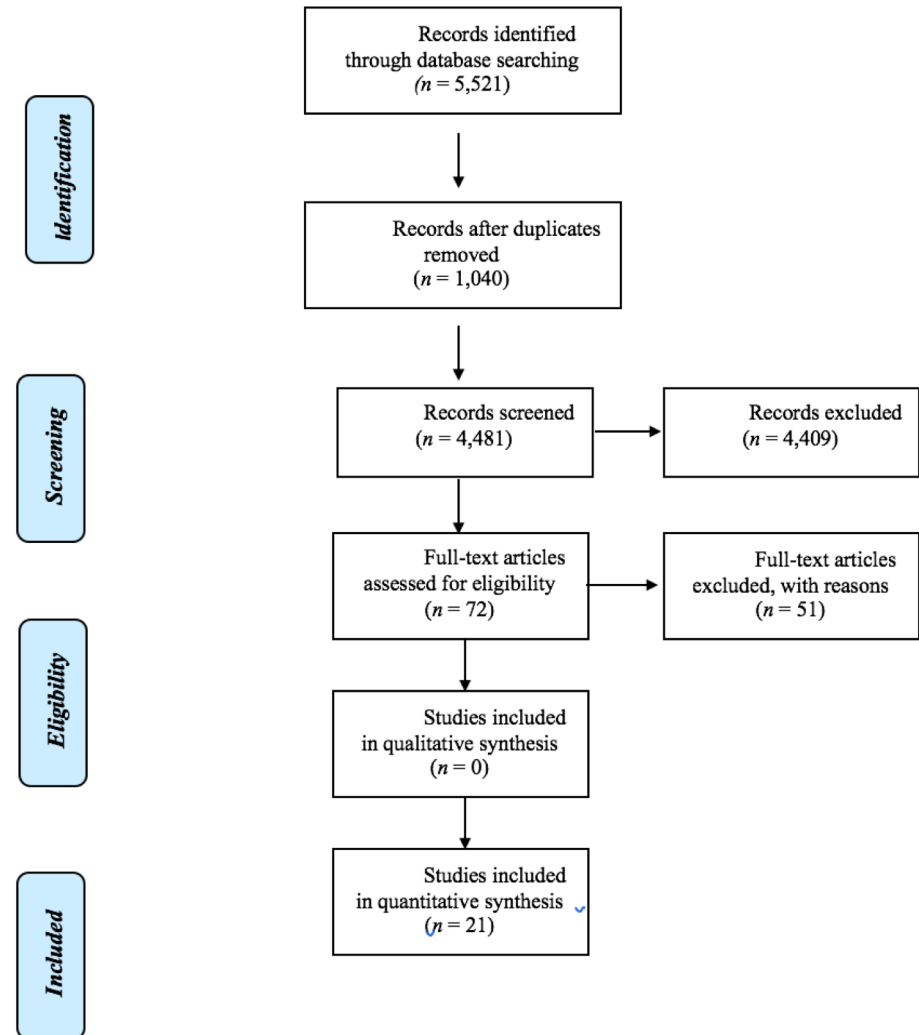 Records identified
through database searching
(n = 5,521)
Identification
Records after duplicates
removed
(n = 1,040)
Screening
Records screened
(n = 4,481)
Records excluded
(n = 4,409)
Full-text articles
assessed for eligibility
(n = 72)
Full-text articles
excluded, with reasons
(n = 51)
Eligibility
Studies included
in qualitative synthesis
(n = 0)
Included
Studies included
in quantitative synthesis
(n = 21)